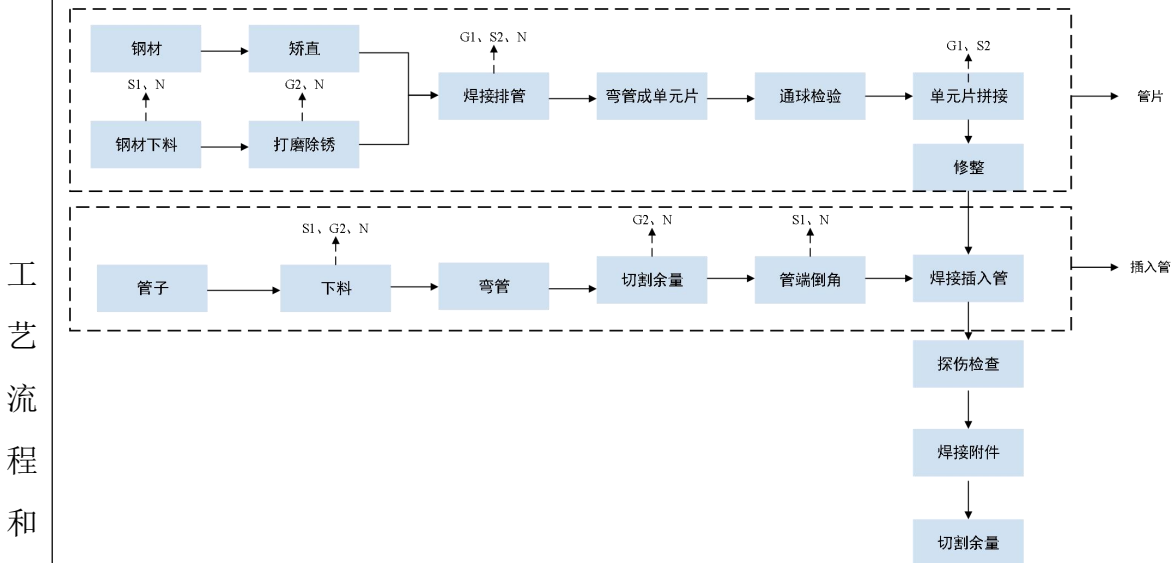 G1、S2、N
G1、S2
钢材
矫直
S1、N
G2、N
焊接排管
弯管成单元片
通球检验
单元片拼接
管片
钢材下料
打磨除锈
修整
S1、G2、N
G2、N
S1、N
管子
下料
弯管
切割余量
管端倒角
焊接插入管
插入管
探伤检查
焊接附件
切割余量
工
艺
流
程
和